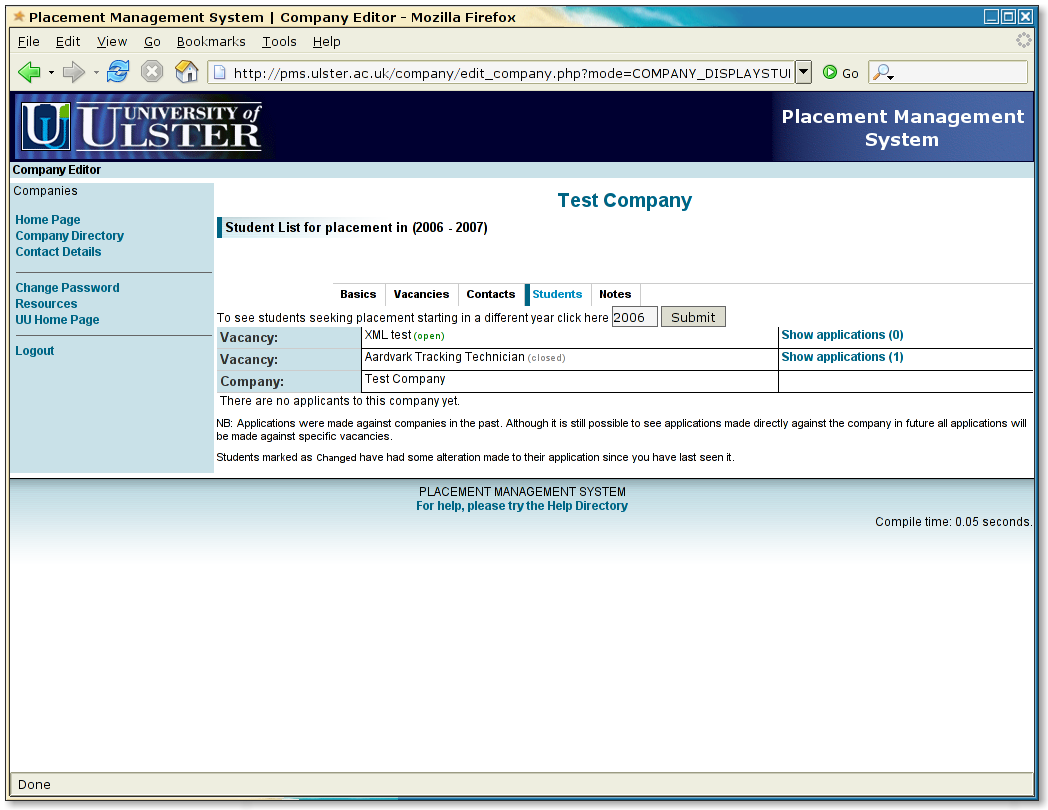 Placement Management System | Company Editor - Mozilla Firefox
File Edit View Go Bookmarks Tools Help
http://pms.ulster.ac.uk/company/edit_company.php?mode=COMPANY_DISPLAYSTUI Go
UNIVERSITY of
ULSTER
Placement Management
System
Company Editor
Companies
Home Page
Company Directory
Contact Details
Change Password
Resources
UU Home Page
Logout
Test Company
Student List for placement in (2006 - 2007)
Basics Vacancies Contacts Students Notes
To see students seeking placement starting in a different year click here 2006 Submit
Vacancy: XML test (open) Show applications (0)
Vacancy: Aardvark Tracking Technician (closed) Show applications (1)
Company: Test Company
There are no applicants to this company yet.
NB: Applications were made against companies in the past. Although it is still possible to see applications made directly against the company in future all applications will
be made against specific vacancies.
Students marked as Changed have had some alteration made to their application since you have last seen it.
PLACEMENT MANAGEMENT SYSTEM
For help, please try the Help Directory
Compile time: 0.05 seconds.
Done